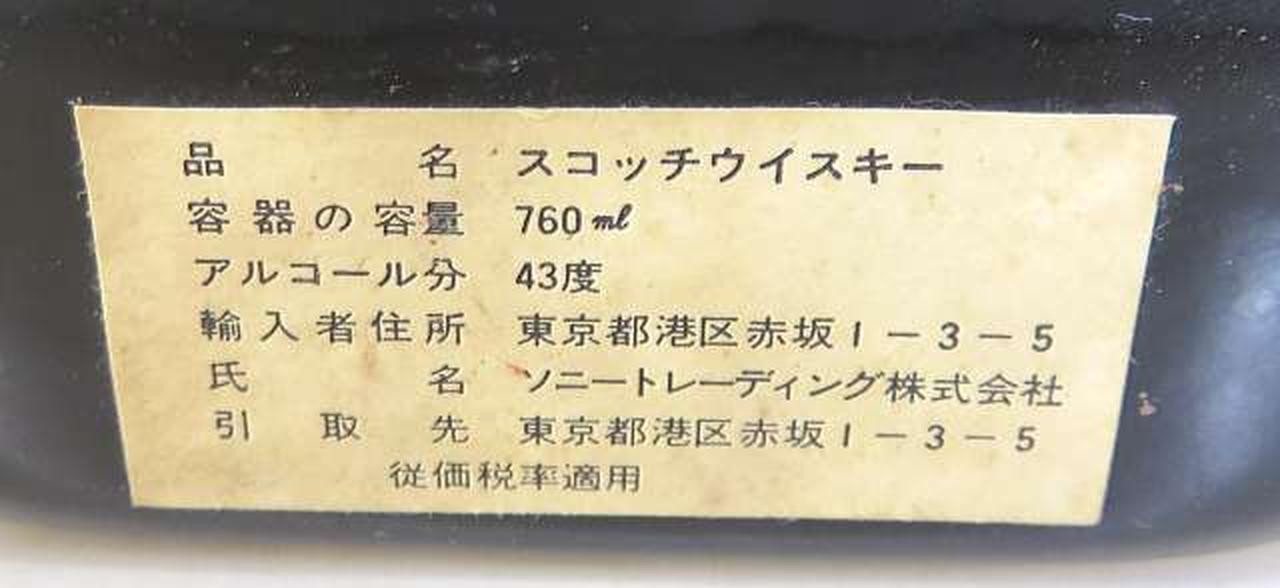 品名 スコッチウイスキー
容器の容量 760ml
アルコール分 43度
輸入者住所 東京都港区赤坂1-3-5
氏名 ソニートレーディング株式会社
引取先 東京都港区赤坂1-3-5
従価税率適用